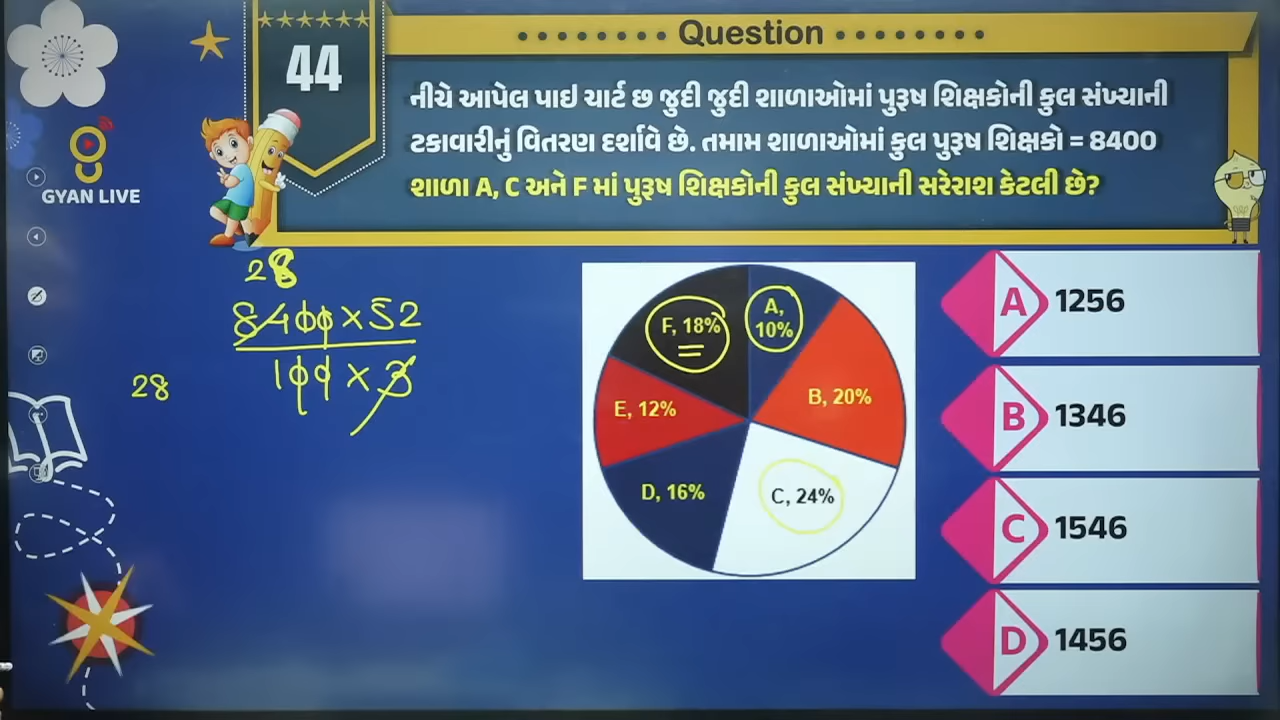 Question
44
નીચે આપેલ પાઇ ચાર્ટ છ જુદી જુદી શાળાઓમાં પુરૂષ શિક્ષકોની કુલ સંખ્યાની
ટકાવારીનું વિતરણ દર્શાવે છે. તમામ શાળાઓમાં કુલ પુરૂષ શિક્ષકો = 8400
શાળા A, C અને F માં પુરૂષ શિક્ષકોની કુલ સંખ્યાની સરેરાશ કેટલી છે?
GYAN LIVE
28
8400 × 52
100 × 3
28
F, 18%
A,
10%
B, 20%
E, 12%
D, 16%
C, 24%
A 1256
B 1346
C 1546
D 1456